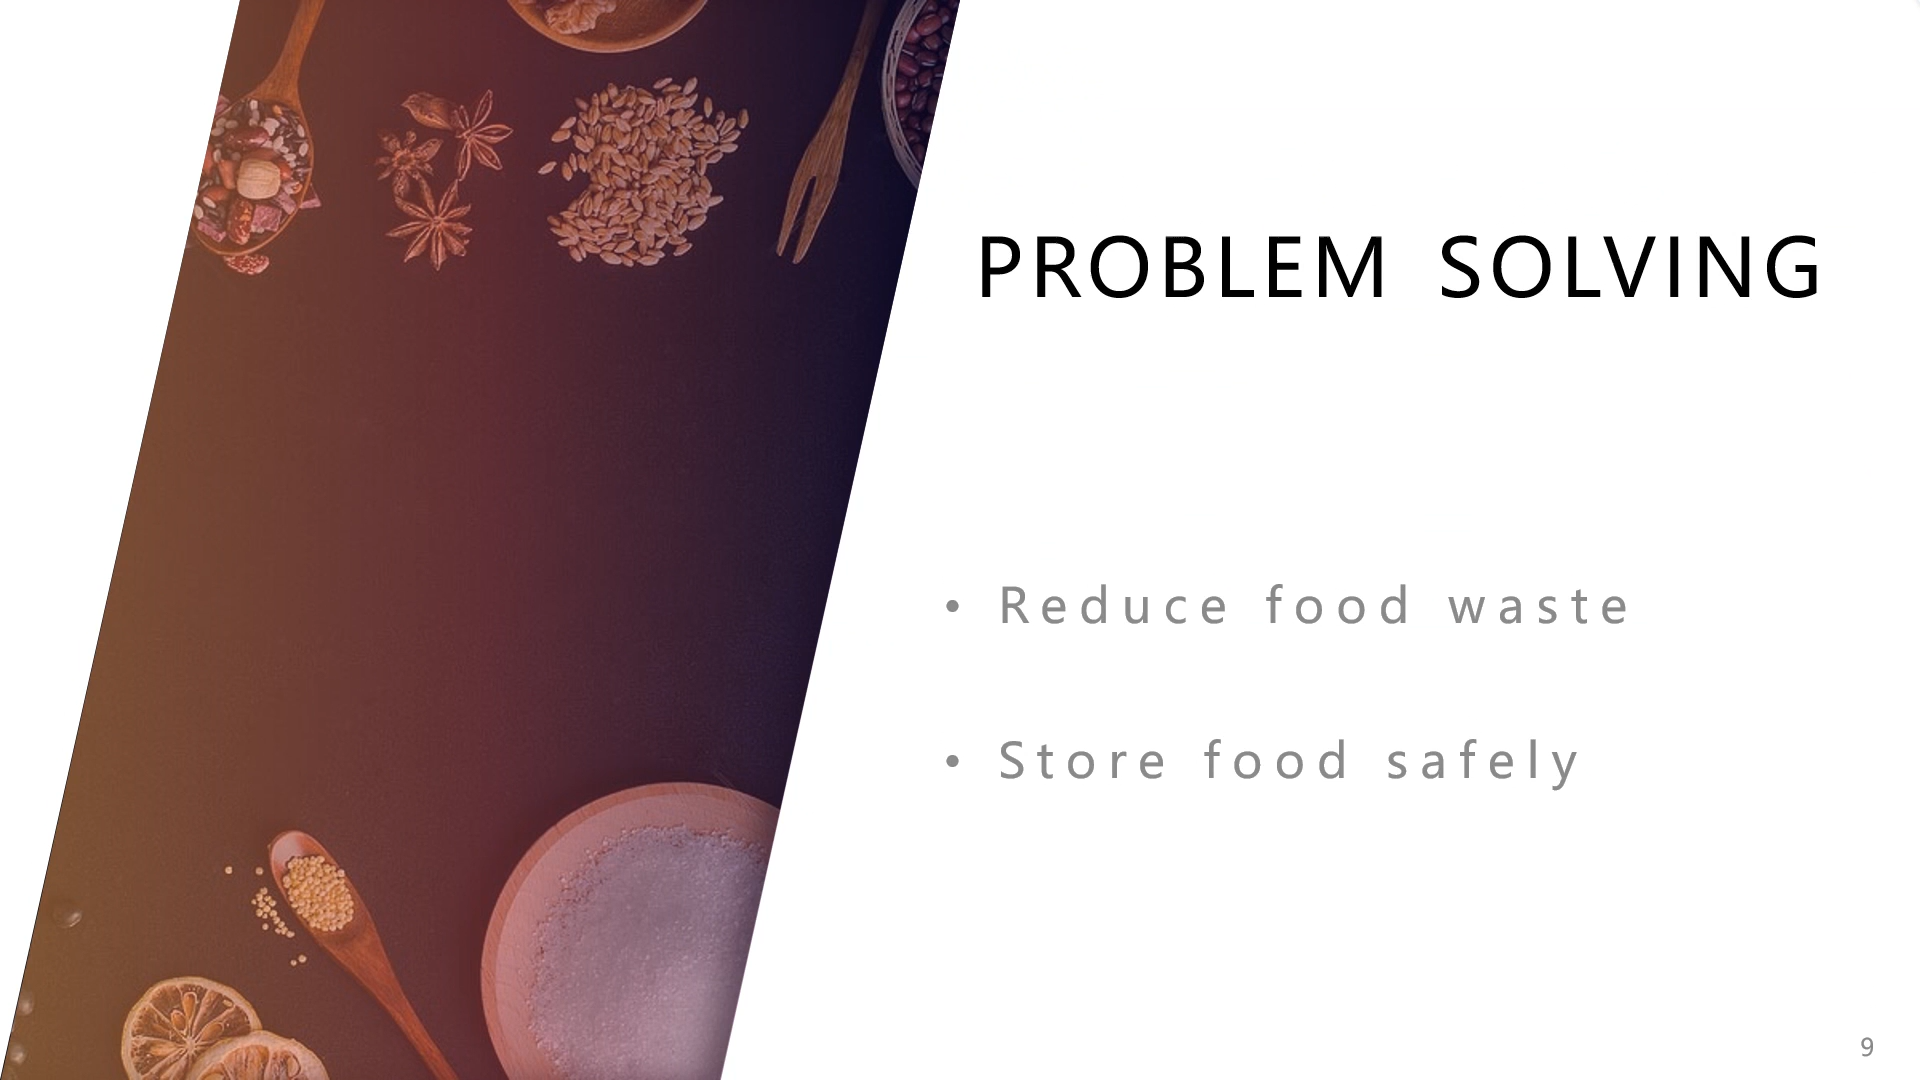 PROBLEM SOLVING
• Reduce food waste
• Store food safely
9